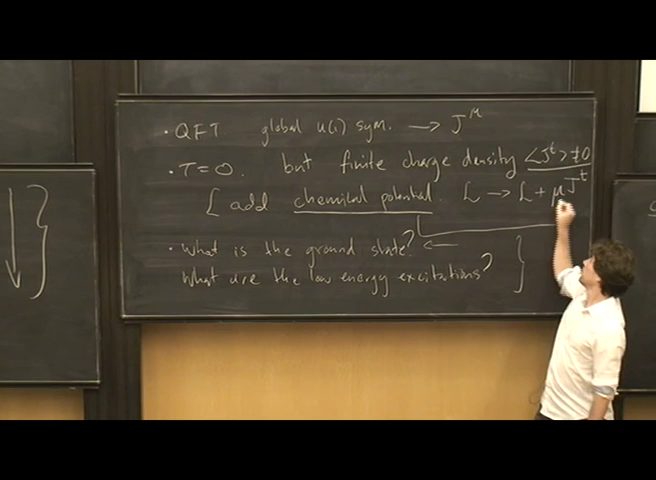 · QFT global U(1) sym. → J^μ
· T=0. but finite charge density <J^t> ≠ 0
[ add chemical potential. L → L + μ J^t
· What is the ground state? ←
What are the low energy excitations? }